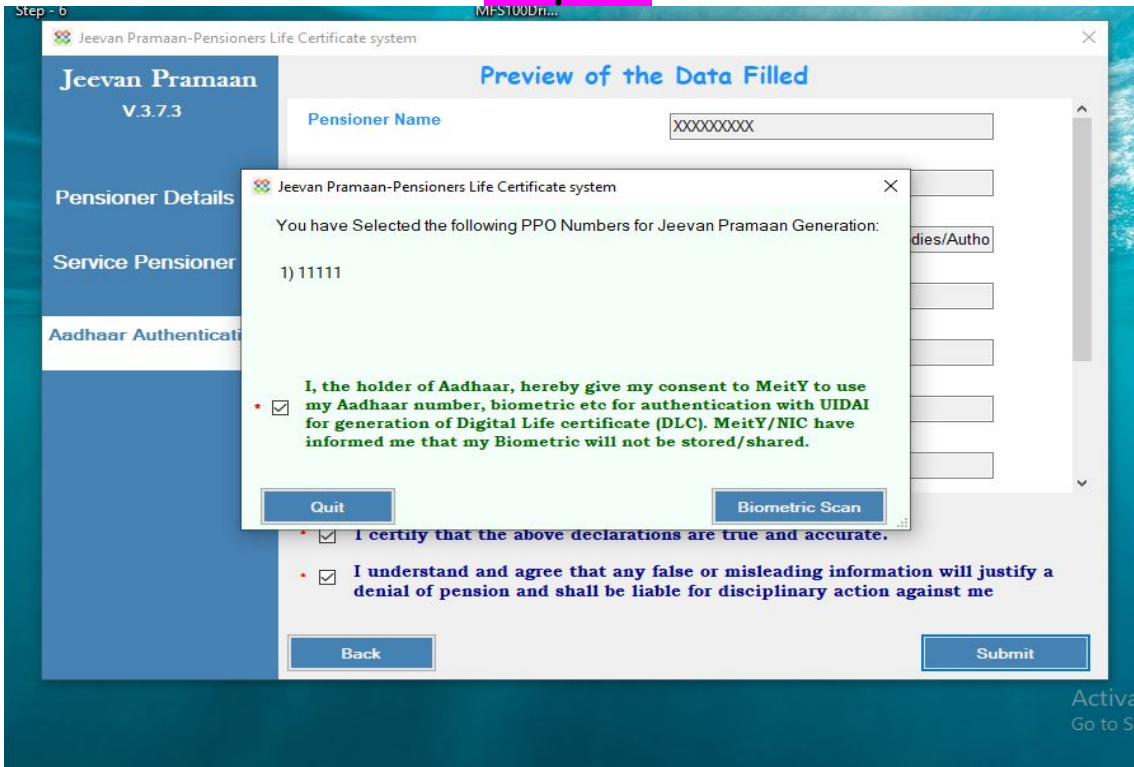 Step - 6
MFS100Dri...
Jeevan Pramaan-Pensioners Life Certificate system
Jeevan Pramaan
V.3.7.3
Pensioner Details
Service Pensioner
Aadhaar Authenticati
Preview of the Data Filled
Pensioner Name
XXXXXXXXX
dies/Autho
Jeevan Pramaan-Pensioners Life Certificate system
You have Selected the following PPO Numbers for Jeevan Pramaan Generation:
1) 11111
* I, the holder of Aadhaar, hereby give my consent to MeitY to use
my Aadhaar number, biometric etc for authentication with UIDAI
for generation of Digital Life certificate (DLC). MeitY/NIC have
informed me that my Biometric will not be stored/shared.
Quit
Biometric Scan
* I certify that the above declarations are true and accurate.
* I understand and agree that any false or misleading information will justify a
denial of pension and shall be liable for disciplinary action against me
Back
Submit
Activa
Go to S